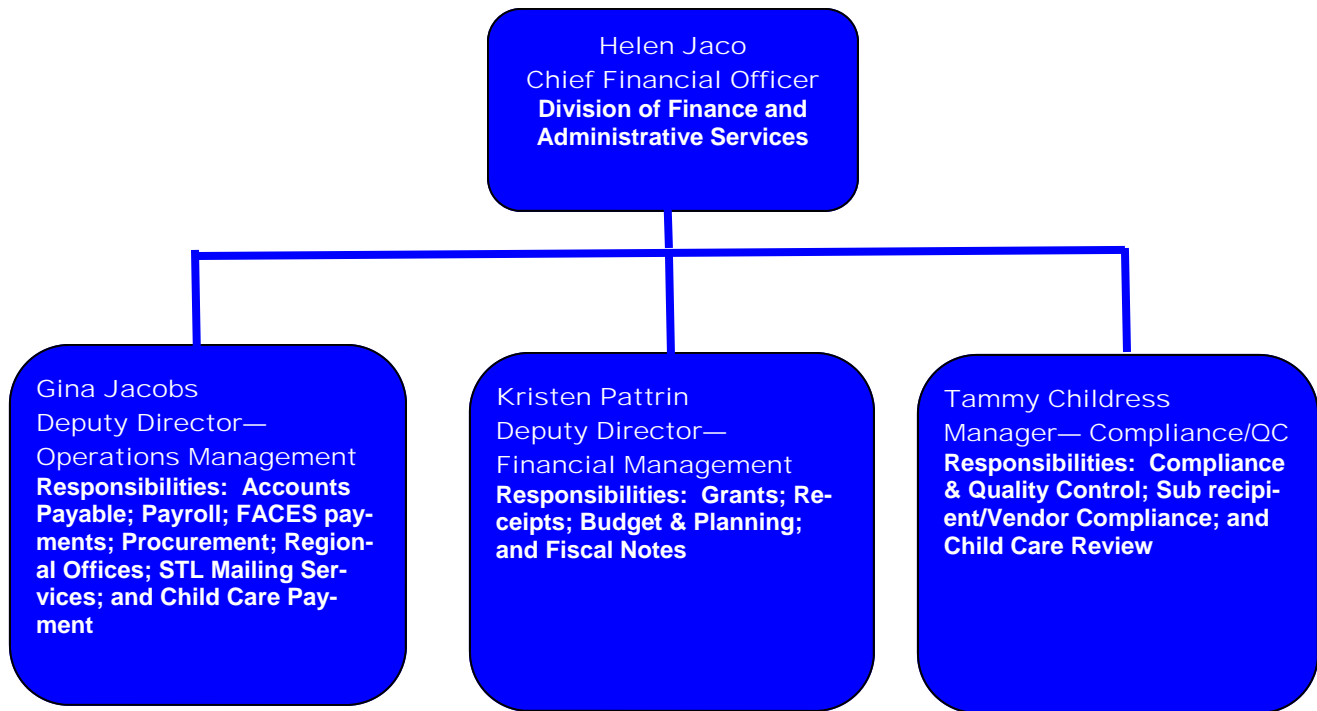 Helen Jaco
Chief Financial Officer
Division of Finance and
Administrative Services
Gina Jacobs
Deputy Director—
Operations Management
Responsibilities:  Accounts
Payable; Payroll; FACES pay-
ments; Procurement; Region-
al Offices; STL Mailing Ser-
vices; and Child Care Pay-
ment
Kristen Pattrin
Deputy Director—
Financial Management
Responsibilities:  Grants; Re-
ceipts; Budget & Planning;
and Fiscal Notes
Tammy Childress
Manager— Compliance/QC
Responsibilities:  Compliance
& Quality Control; Sub recipi-
ent/Vendor Compliance; and
Child Care Review